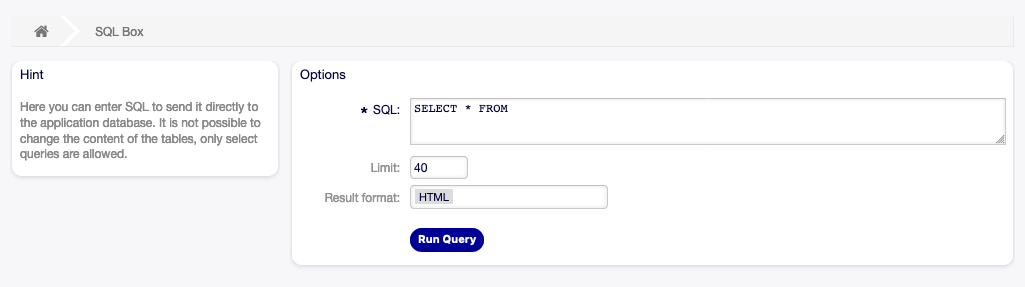 SQL Box
Hint
Here you can enter SQL to send it directly to
the application database. It is not possible to
change the content of the tables, only select
queries are allowed.
Options
* SQL:
SELECT * FROM
Limit:
40
Result format:
HTML
Run Query